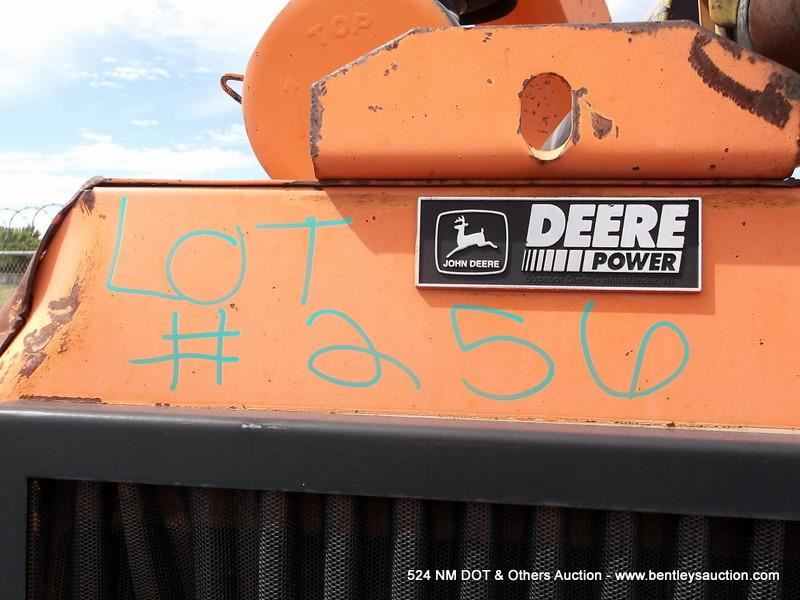 TOP
LOT
# 256
JOHN DEERE
DEERE
POWER
524 NM DOT & Others Auction - www.bentleysauction.com